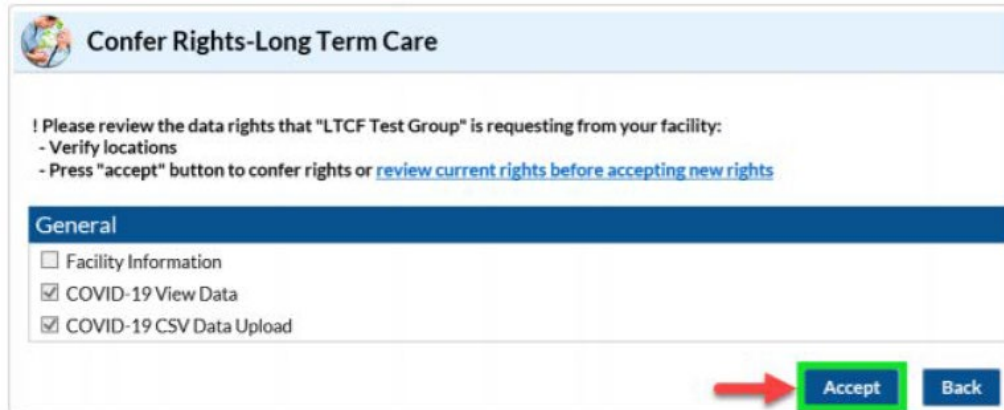 Confer Rights-Long Term Care
! Please review the data rights that "LTCF Test Group" is requesting from your facility:
- Verify locations
- Press "accept" button to confer rights or review current rights before accepting new rights
General
Facility Information
COVID-19 View Data
COVID-19 CSV Data Upload
Accept Back